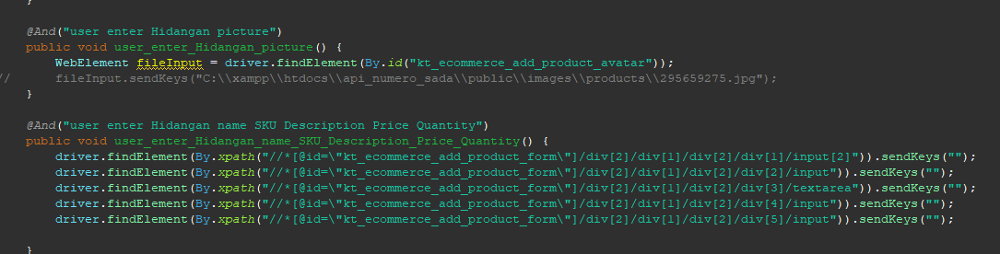 }
@And("user enter Hidangan picture")
public void user_enter_Hidangan_picture() {
WebElement fileInput = driver.findElement(By.id("kt_ecommerce_add_product_avatar"));
// fileInput.sendKeys("C:\\xampp\\htdocs\\api_numero_sada\\public\\images\\products\\295659275.jpg");
}
@And("user enter Hidangan name SKU Description Price Quantity")
public void user_enter_Hidangan_name_SKU_Description_Price_Quantity() {
driver.findElement(By.xpath("//*[@id=\"kt_ecommerce_add_product_form\"]/div[2]/div[1]/div[2]/div[1]/input[2]")).sendKeys("");
driver.findElement(By.xpath("//*[@id=\"kt_ecommerce_add_product_form\"]/div[2]/div[1]/div[2]/div[2]/input")).sendKeys("");
driver.findElement(By.xpath("//*[@id=\"kt_ecommerce_add_product_form\"]/div[2]/div[1]/div[2]/div[3]/textarea")).sendKeys("");
driver.findElement(By.xpath("//*[@id=\"kt_ecommerce_add_product_form\"]/div[2]/div[1]/div[2]/div[4]/input")).sendKeys("");
driver.findElement(By.xpath("//*[@id=\"kt_ecommerce_add_product_form\"]/div[2]/div[1]/div[2]/div[5]/input")).sendKeys("");
}